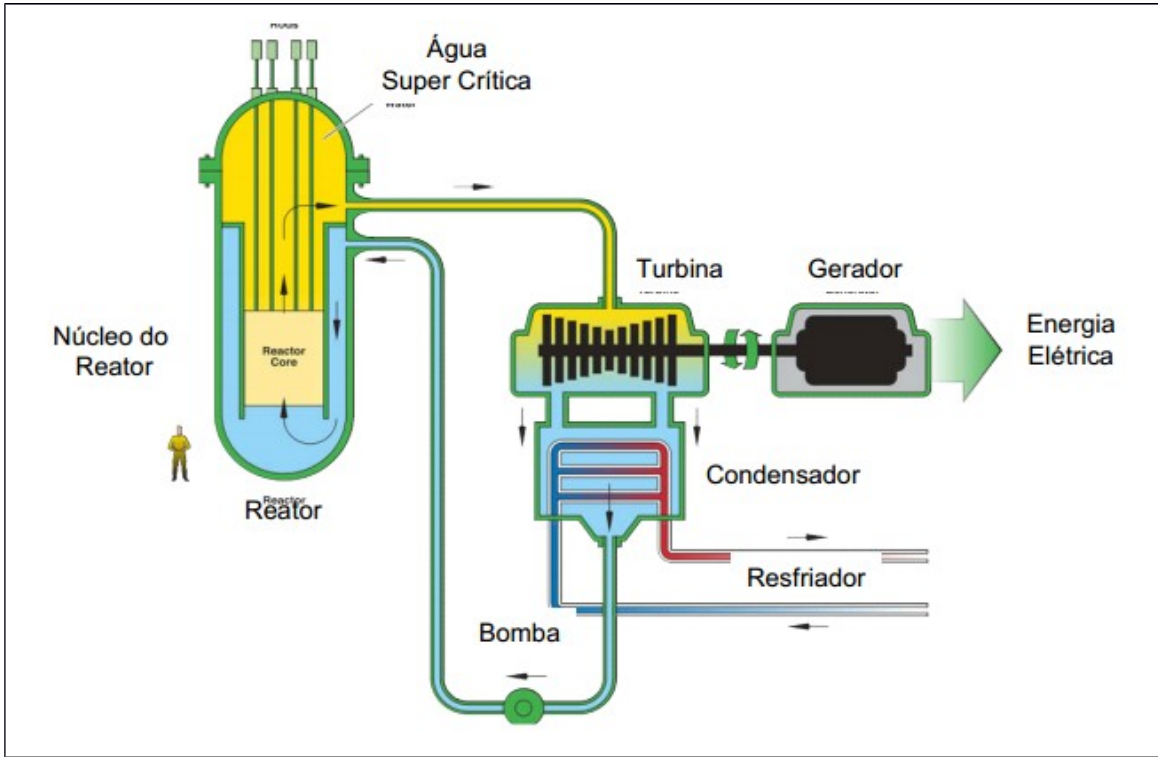 Água
Super Crítica
Turbina
Gerador
Energia
Elétrica
Núcleo do
Reator
Reactor
Core
Condensador
Reator
Resfriador
Bomba